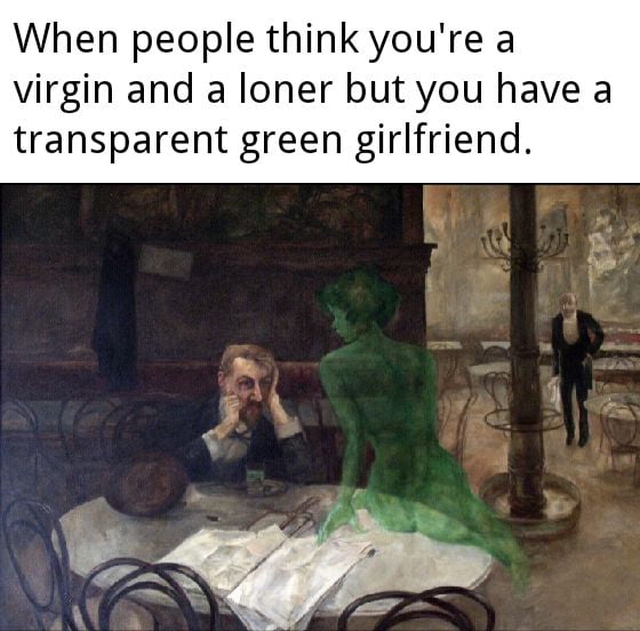 When people think you're a
virgin and a loner but you have a
transparent green girlfriend.